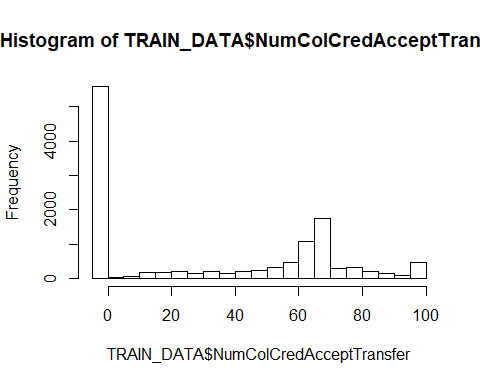 Histogram of TRAIN_DATA$NumColCredAcceptTran
Frequency
0
2000
4000
0 20 40 60 80 100
TRAIN_DATA$NumColCredAcceptTransfer